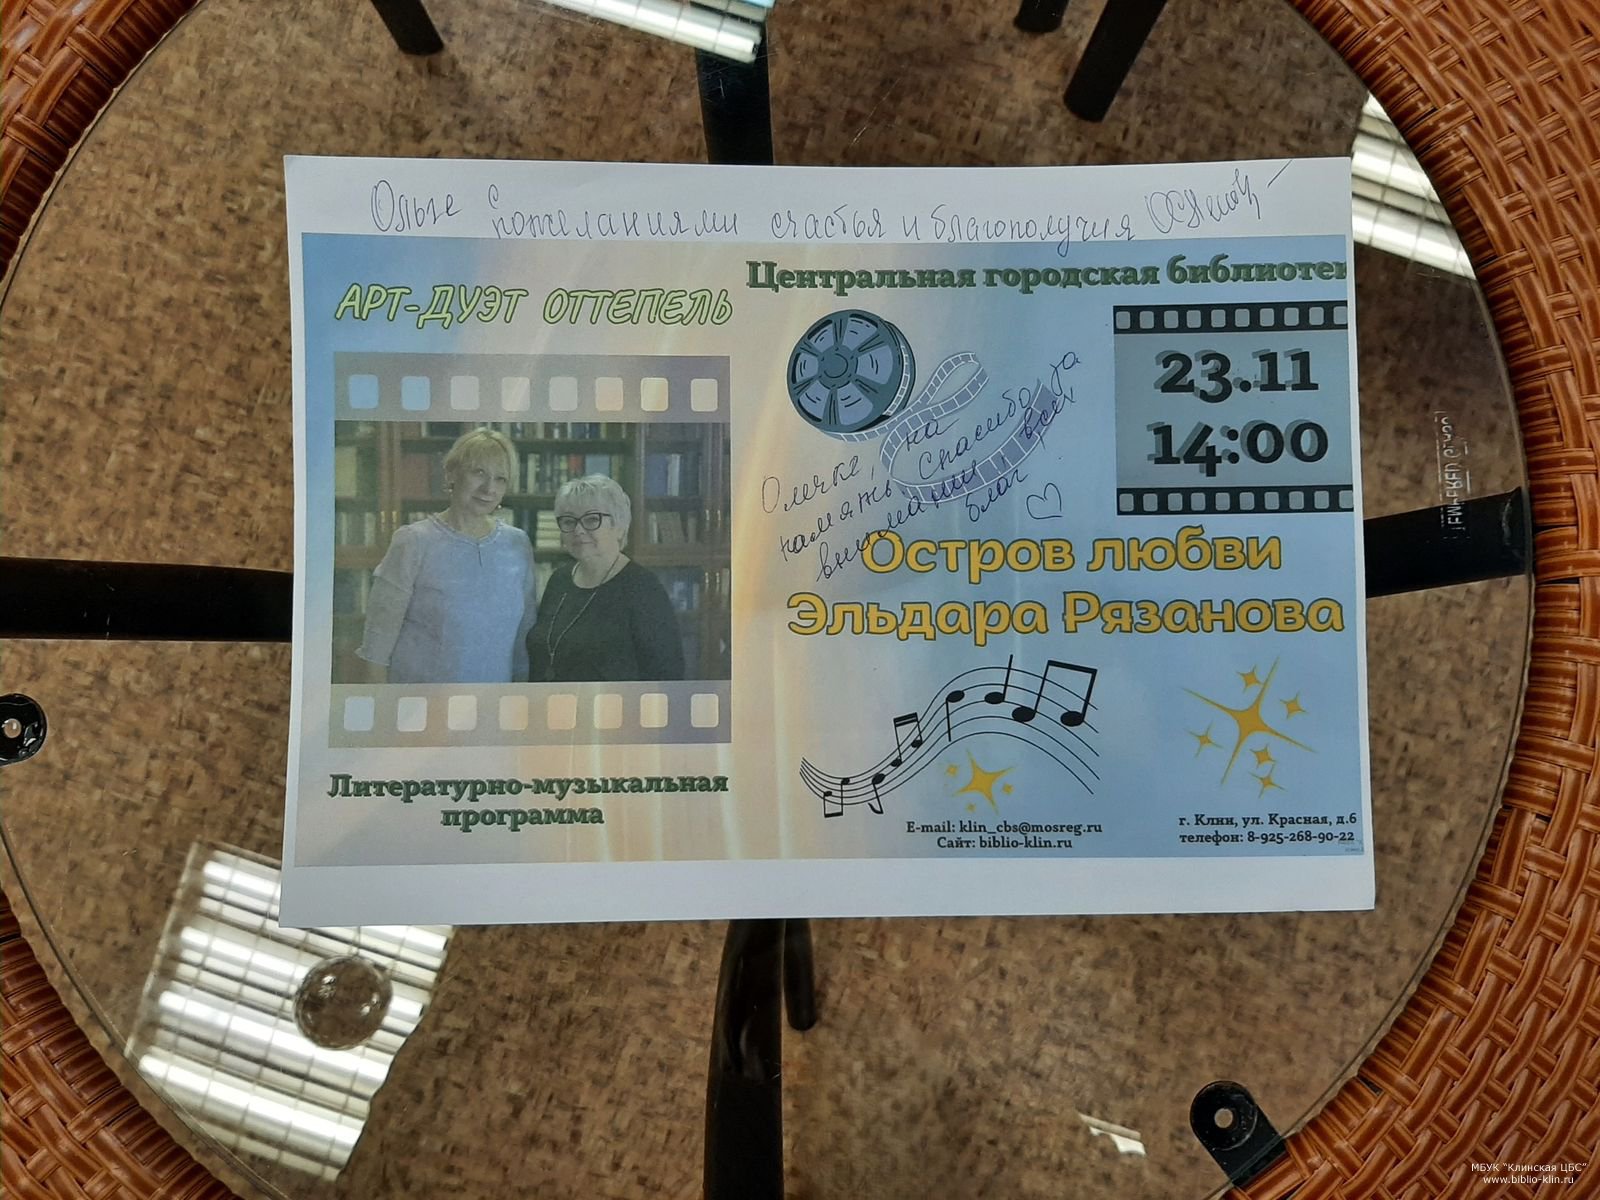 Ольге с пожеланиями счастья и благополучия
АРТ-ДУЭТ ОТТЕПЕЛЬ
Литературно-музыкальная
программа
Центральная городская библиотек
23.11
14:00
Олечке, на
память. Спасибо за
внимание, всех
благ!
Остров любви
Эльдара Рязанова
E-mail: klin_cbs@mosreg.ru
Сайт: biblio-klin.ru
г. Клин, ул. Красная, д.6
телефон: 8-925-268-90-22
МБУК "Клинская ЦБС"
www.biblio-klin.ru